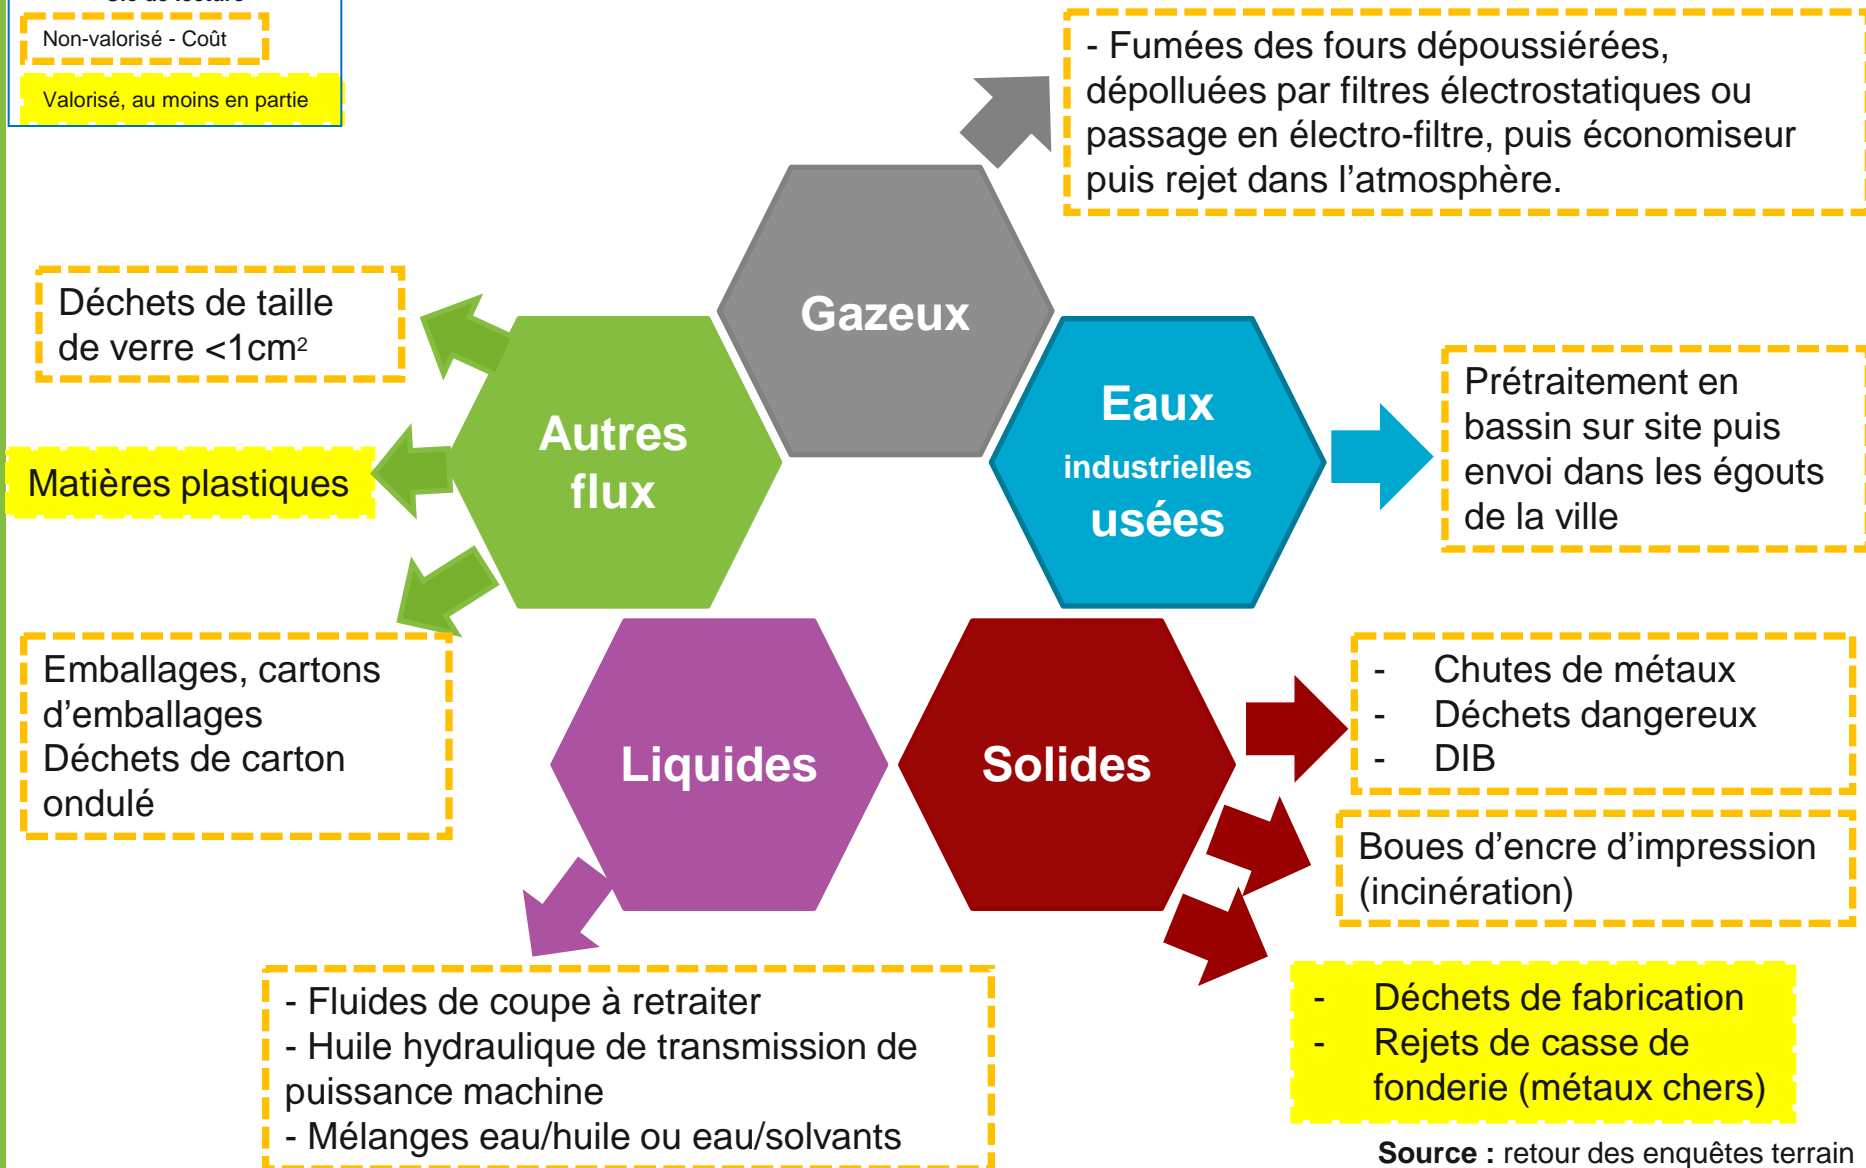 Non-valorisé - Coût
Valorisé, au moins en partie
- Fumées des fours dépoussiérées,
dépolluées par filtres électrostatiques ou
passage en électro-filtre, puis économiseur
puis rejet dans l’atmosphère.
Gazeux
Déchets de taille
de verre <1cm²
Autres
flux
Matières plastiques
Emballages, cartons
d’emballages
Déchets de carton
ondulé
Eaux
industrielles
usées
Prétraitement en
bassin sur site puis
envoi dans les égouts
de la ville
Liquides
- Fluides de coupe à retraiter
- Huile hydraulique de transmission de
puissance machine
- Mélanges eau/huile ou eau/solvants
Solides
- Chutes de métaux
- Déchets dangereux
- DIB
Boues d’encre d’impression
(incinération)
- Déchets de fabrication
- Rejets de casse de
fonderie (métaux chers)
Source : retour des enquêtes terrain